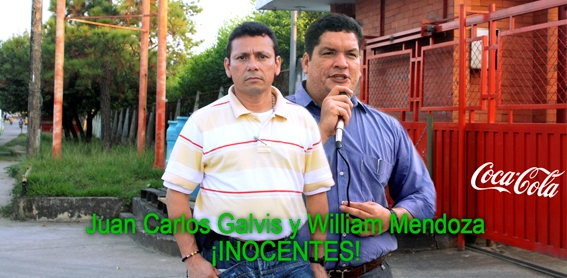 Coca-Cola
Juan Carlos Galvis y William Mendoza
¡INOCENTES!